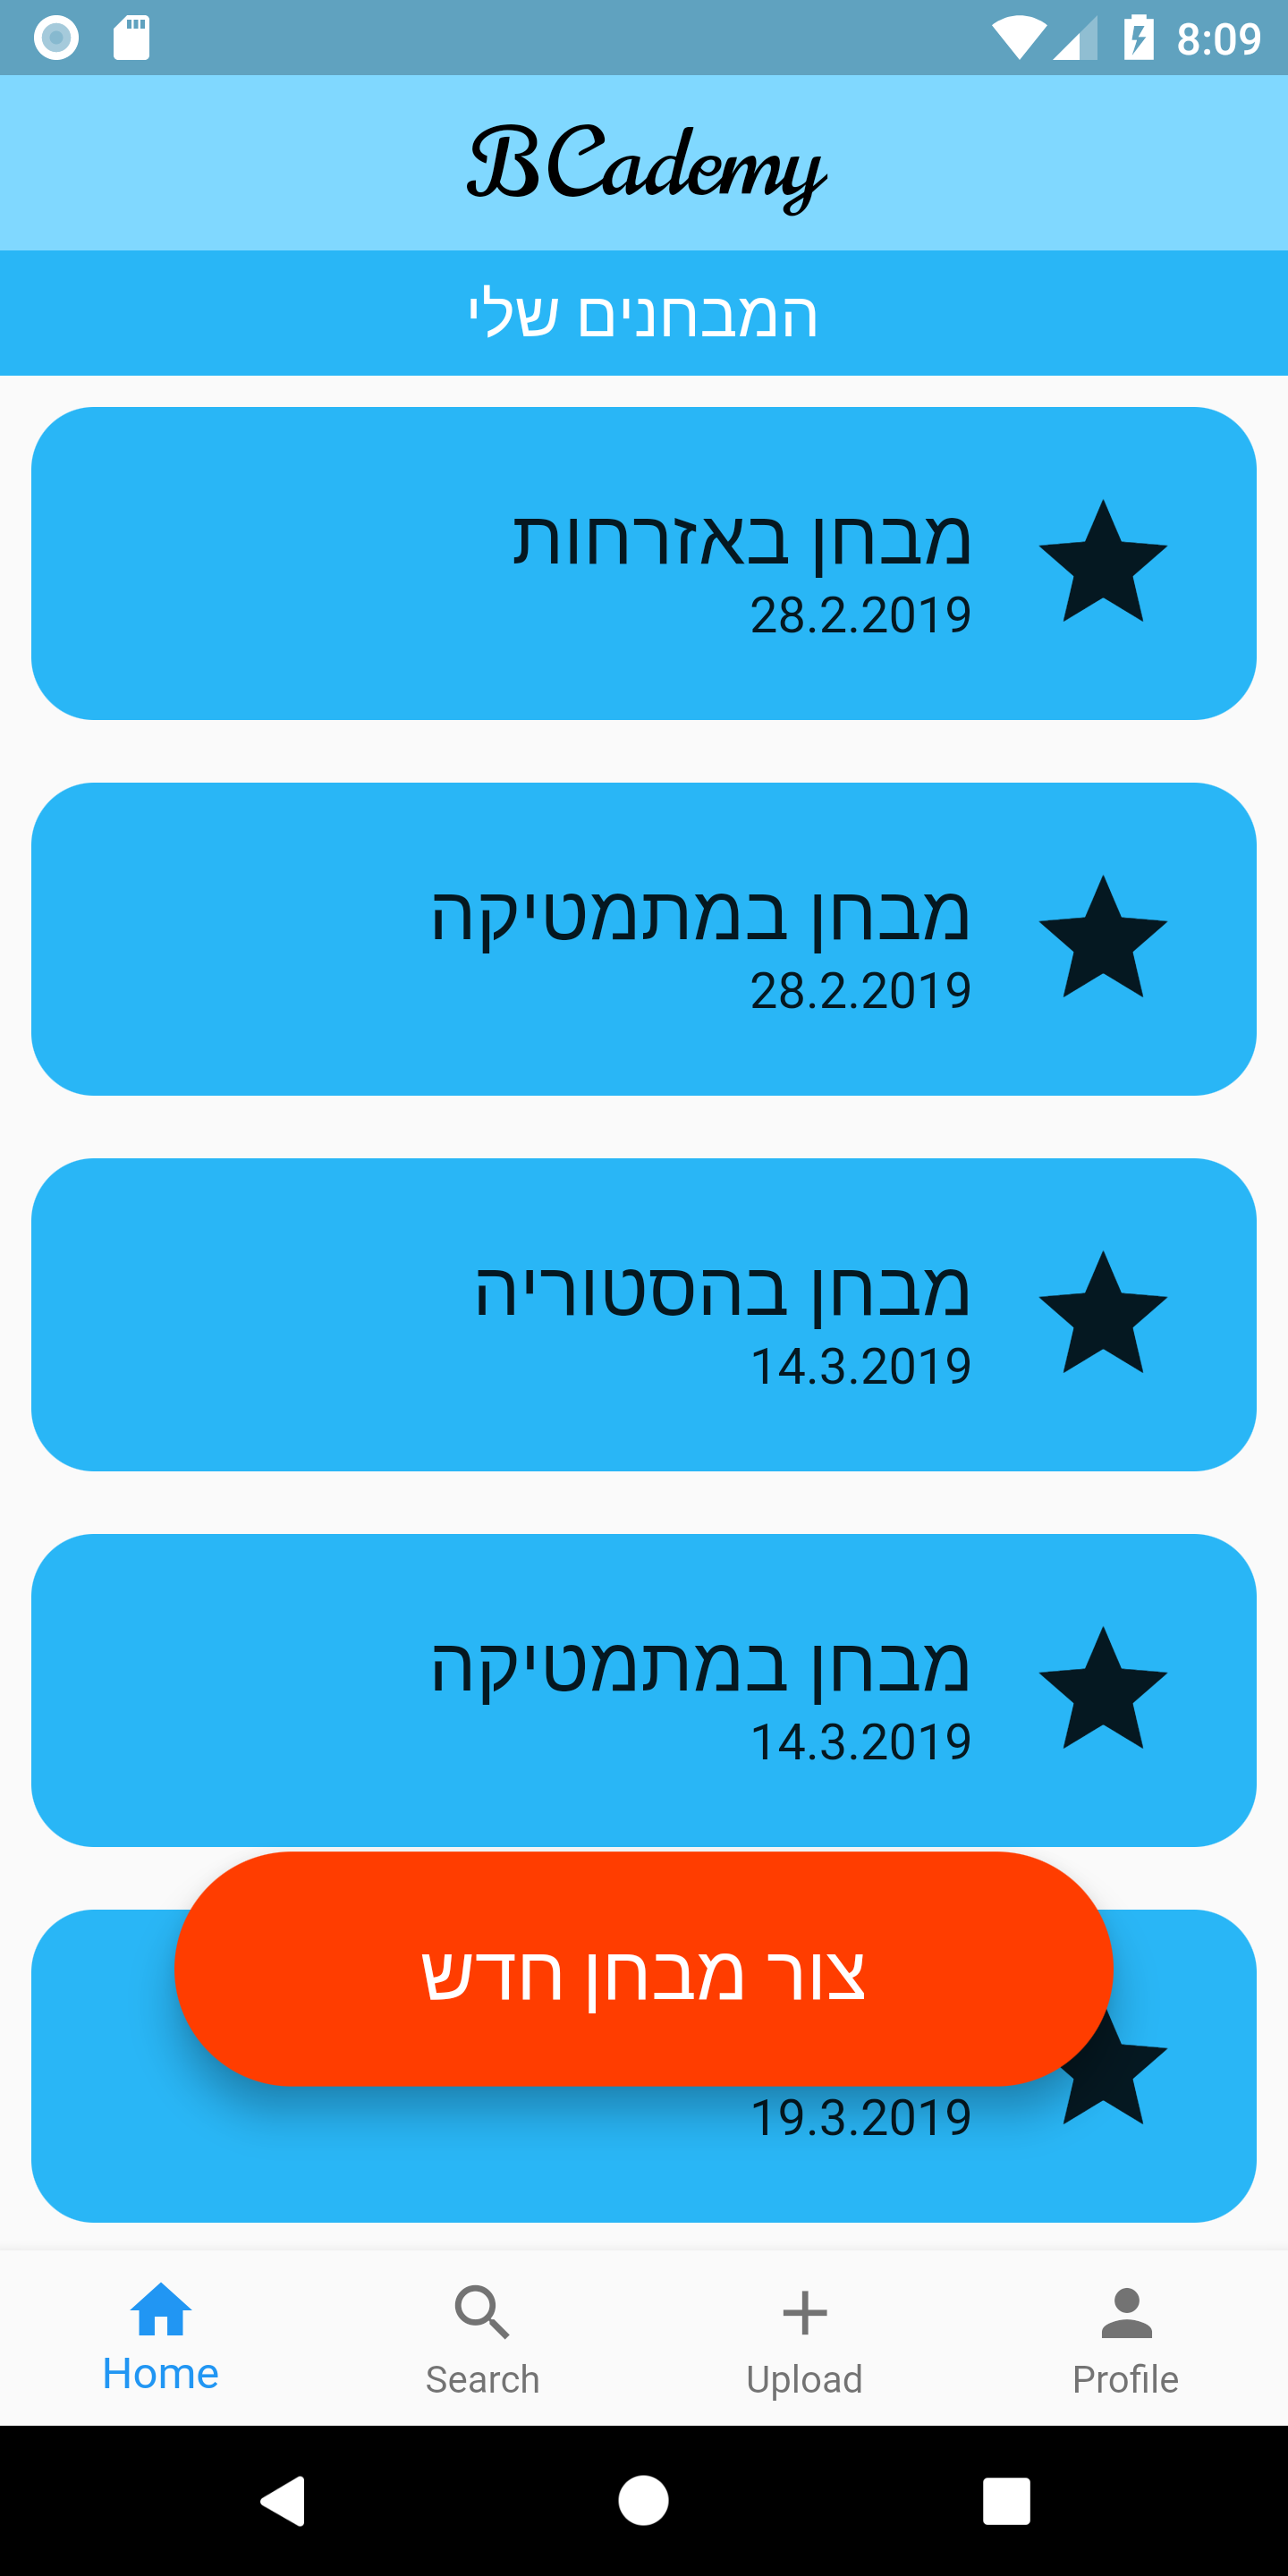 8:09
BCademy
המבחנים שלי
מבחן באזרחות
28.2.2019
מבחן במתמטיקה
28.2.2019
מבחן בהסטוריה
14.3.2019
מבחן במתמטיקה
14.3.2019
צור מבחן חדש
19.3.2019
Home
Search
Upload
Profile